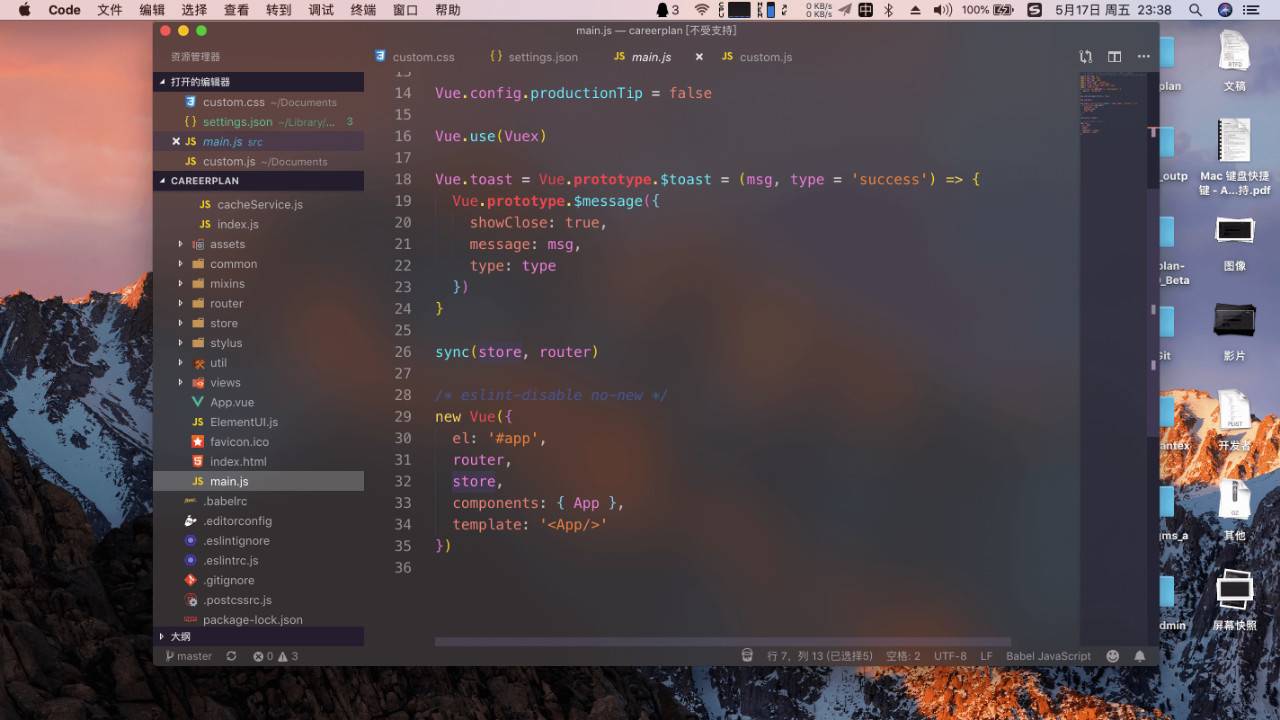 Code 文件 编辑 选择 查看 转到 调试 终端 窗口 帮助 3 0 KB/s 0 KB/s 100% 5月17日 周五 23:38
main.js — careerplan [不受支持]
资源管理器
custom.css settings.json main.js custom.js
打开的编辑器
custom.css ~/Documents
settings.json ~/Library/... 3
main.js src
custom.js ~/Documents
CAREERPLAN
cacheService.js
index.js
assets
common
mixins
router
store
stylus
util
views
App.vue
ElementUI.js
favicon.ico
index.html
main.js
.babelrc
.editorconfig
.eslintignore
.eslintrc.js
.gitignore
.postcssrc.js
package-lock.json
大纲
14 Vue.config.productionTip = false
15
16 Vue.use(Vuex)
17
18 Vue.toast = Vue.prototype.$toast = (msg, type = 'success') => {
19 Vue.prototype.$message({
20 showClose: true,
21 message: msg,
22 type: type
23 })
24 }
25
26 sync(store, router)
27
28 /* eslint-disable no-new */
29 new Vue({
30 el: '#app',
31 router,
32 store,
33 components: { App },
34 template: '<App/>'
35 })
36
master 0 3 行 7，列 13 (已选择5) 空格: 2 UTF-8 LF Babel JavaScript
plan
文稿
_outp
Mac 键盘快捷
键 - A...持.pdf
plan-
_Beta
图像
Git
影片
antex
开发者
gms_a
其他
dmin
屏幕快照